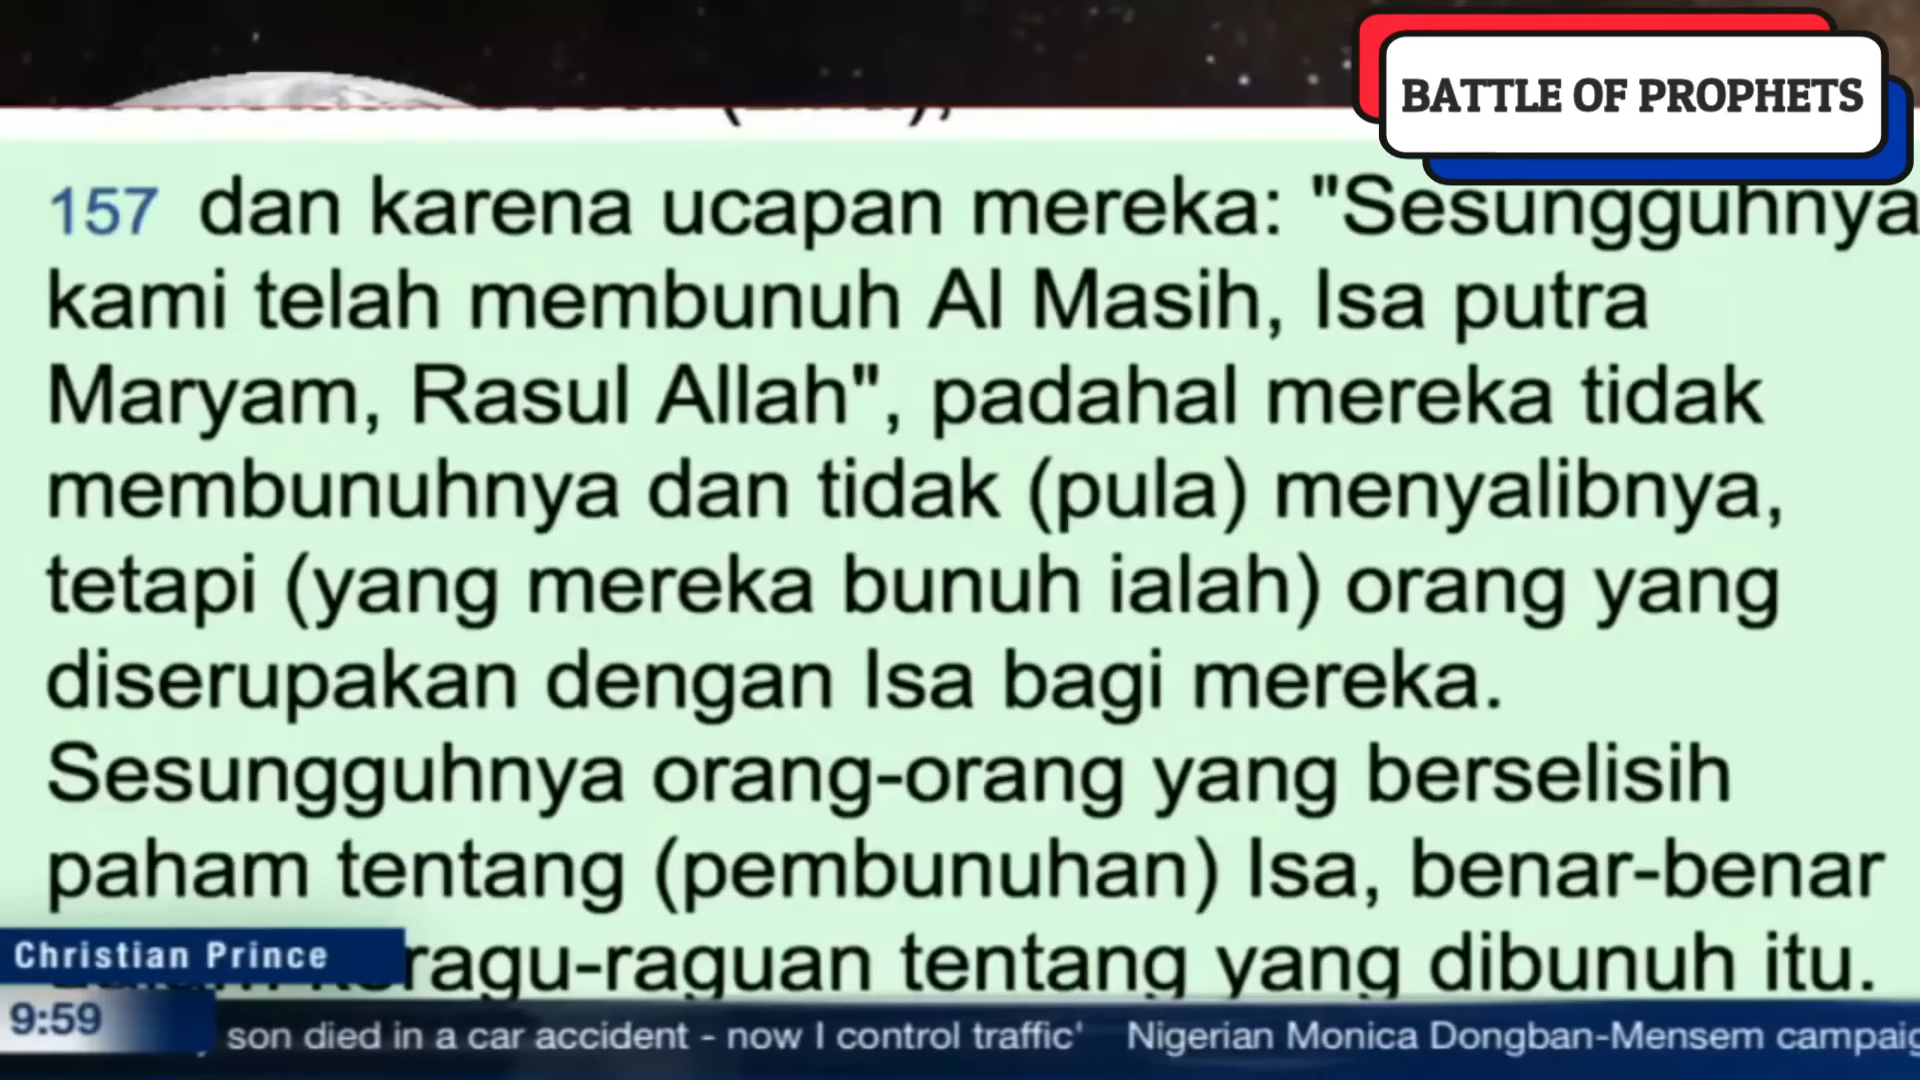 BATTLE OF PROPHETS
157 dan karena ucapan mereka: "Sesungguhnya
kami telah membunuh Al Masih, Isa putra
Maryam, Rasul Allah", padahal mereka tidak
membunuhnya dan tidak (pula) menyalibnya,
tetapi (yang mereka bunuh ialah) orang yang
diserupakan dengan Isa bagi mereka.
Sesungguhnya orang-orang yang berselisih
paham tentang (pembunuhan) Isa, benar-benar
ragu-raguan tentang yang dibunuh itu.
Christian Prince
9:59
son died in a car accident - now I control traffic' Nigerian Monica Dongban-Mensem campaig